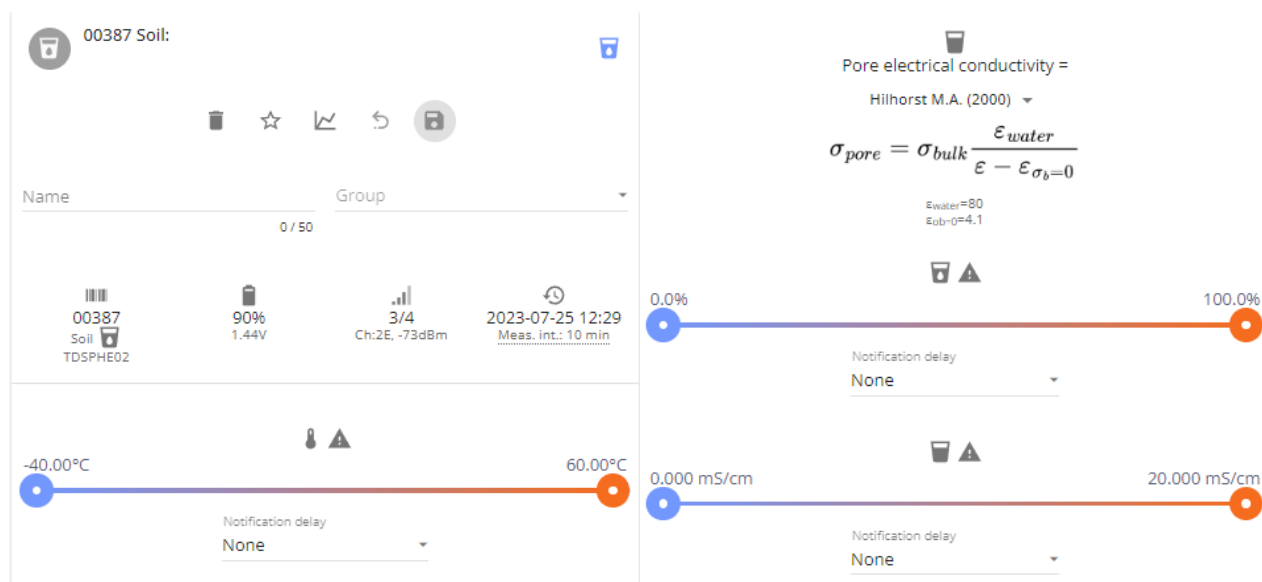 00387 Soil:
Name
Group
0 / 50
00387
Soil
TDSPHE02
90%
1.44V
3/4
Ch:2E, -73dBm
2023-07-25 12:29
Meas. int.: 10 min
-40.00°C
60.00°C
Notification delay
None
Pore electrical conductivity =
Hilhorst M.A. (2000)
σpore = σbulk εwater / ε − εσb=0
εwater=80
εσb=0=4.1
0.0%
100.0%
Notification delay
None
0.000 mS/cm
20.000 mS/cm
Notification delay
None